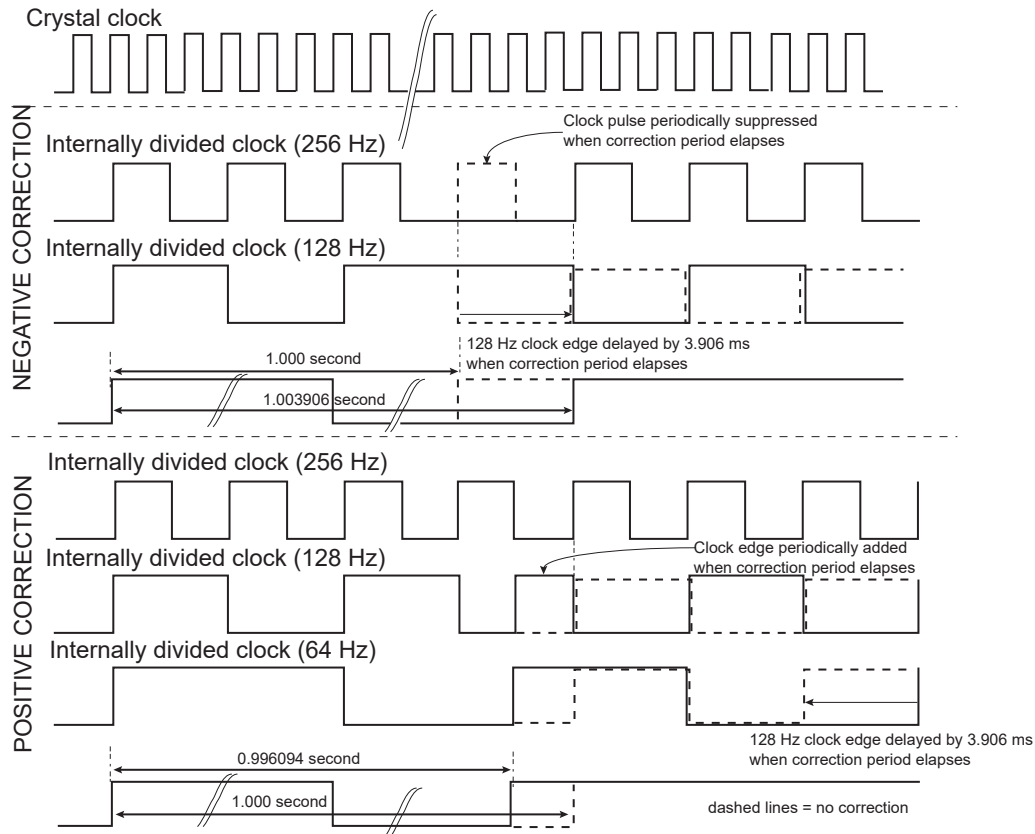 Crystal clock
NEGATIVE CORRECTION
Clock pulse periodically suppressed
when correction period elapses
Internally divided clock (256 Hz)
Internally divided clock (128 Hz)
128 Hz clock edge delayed by 3.906 ms
when correction period elapses
1.000 second
1.003906 second
POSITIVE CORRECTION
Internally divided clock (256 Hz)
Internally divided clock (128 Hz)
Clock edge periodically added
when correction period elapses
Internally divided clock (64 Hz)
128 Hz clock edge delayed by 3.906 ms
when correction period elapses
0.996094 second
1.000 second
dashed lines = no correction